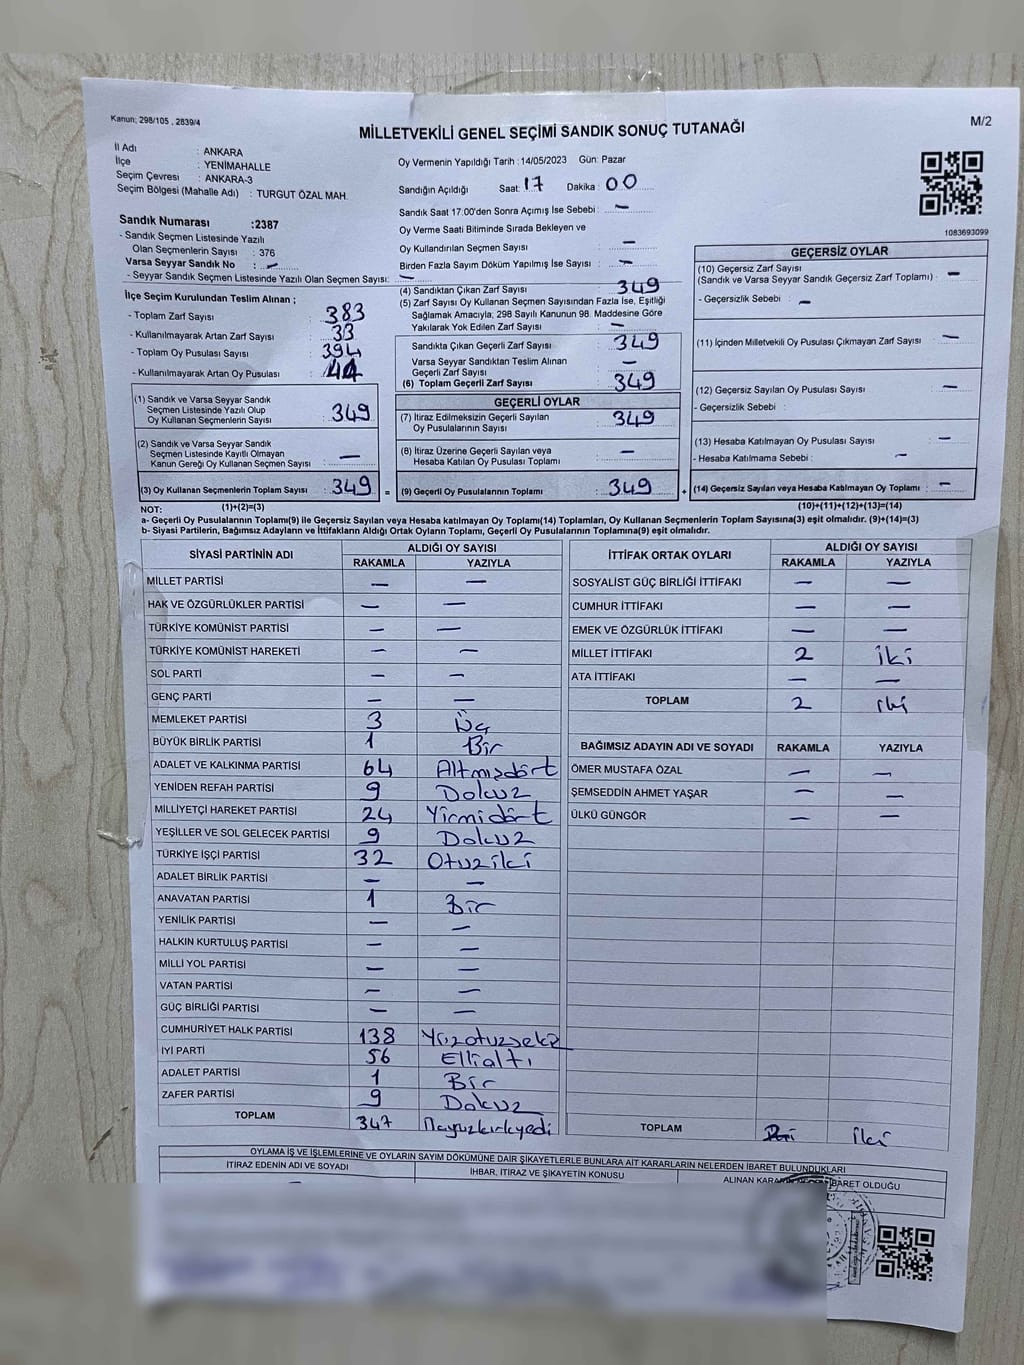 Kanun; 298/105 , 2839/4
MİLLETVEKİLİ GENEL SEÇİMİ SANDIK SONUÇ TUTANAĞI
M/2
İl Adı : ANKARA
İlçe : YENİMAHALLE
Seçim Çevresi : ANKARA-3
Seçim Bölgesi (Mahalle Adı) : TURGUT ÖZAL MAH.
Sandık Numarası :2387
- Sandık Seçmen Listesinde Yazılı
Olan Seçmenlerin Sayısı : 376
Varsa Seyyar Sandık No : -
- Seyyar Sandık Seçmen Listesinde Yazılı Olan Seçmen Sayısı: -
İlçe Seçim Kurulundan Teslim Alınan ;
- Toplam Zarf Sayısı : 383
- Kullanılmayarak Artan Zarf Sayısı : 33
- Toplam Oy Pusulası Sayısı : 394
- Kullanılmayarak Artan Oy Pusulası : 44
(1) Sandık ve Varsa Seyyar Sandık
Seçmen Listesinde Yazılı Olup
Oy Kullanan Seçmenlerin Sayısı : 349
(2) Sandık ve Varsa Seyyar Sandık
Seçmen Listesinde Kayıtlı Olmayan
Kanun Gereği Oy Kullanan Seçmen Sayısı : -
(3) Oy Kullanan Seçmenlerin Toplam Sayısı : 349 =
Oy Vermenin Yapıldığı Tarih : 14/05/2023 Gün: Pazar
Sandığın Açıldığı Saat: 17 Dakika: 00
Sandık Saat 17:00'den Sonra Açımış İse Sebebi : -
Oy Verme Saati Bitiminde Sırada Bekleyen ve
Oy Kullandırılan Seçmen Sayısı : -
Birden Fazla Sayım Döküm Yapılmış İse Sayısı : -
(4) Sandıktan Çıkan Zarf Sayısı : 349
(5) Zarf Sayısı Oy Kullanan Seçmen Sayısından Fazla İse, Eşitliği
Sağlamak Amacıyla; 298 Sayılı Kanunun 98. Maddesine Göre
Yakılarak Yok Edilen Zarf Sayısı : -
Sandıkta Çıkan Geçerli Zarf Sayısı : 349
Varsa Seyyar Sandıktan Teslim Alınan
Geçerli Zarf Sayısı : -
(6) Toplam Geçerli Zarf Sayısı : 349
GEÇERLİ OYLAR
(7) İtiraz Edilmeksizin Geçerli Sayılan
Oy Pusulalarının Sayısı : 349
(8) İtiraz Üzerine Geçerli Sayılan veya
Hesaba Katılan Oy Pusulası Toplamı : -
(9) Geçerli Oy Pusulalarının Toplamı : 349 +
1083693099
GEÇERSİZ OYLAR
(10) Geçersiz Zarf Sayısı
(Sandık ve Varsa Seyyar Sandık Geçersiz Zarf Toplamı) : -
- Geçersizlik Sebebi : -
(11) İçinden Milletvekili Oy Pusulası Çıkmayan Zarf Sayısı : -
(12) Geçersiz Sayılan Oy Pusulası Sayısı : -
- Geçersizlik Sebebi :
(13) Hesaba Katılmayan Oy Pusulası Sayısı : -
- Hesaba Katılmama Sebebi : -
(14) Geçersiz Sayılan veya Hesaba Katılmayan Oy Toplamı : -
NOT: (1)+(2)=(3) (10)+(11)+(12)+(13)=(14)
a- Geçerli Oy Pusulalarının Toplamı(9) ile Geçersiz Sayılan veya Hesaba katılmayan Oy Toplamı(14) Toplamları, Oy Kullanan Seçmenlerin Toplam Sayısına(3) eşit olmalıdır. (9)+(14)=(3)
b- Siyasi Partilerin, Bağımsız Adayların ve İttifakların Aldığı Ortak Oyların Toplamı, Geçerli Oy Pusulalarının Toplamına(9) eşit olmalıdır.
SİYASİ PARTİNİN ADI ALDIĞI OY SAYISI
RAKAMLA YAZIYLA
MİLLET PARTİSİ - -
HAK VE ÖZGÜRLÜKLER PARTİSİ - -
TÜRKİYE KOMÜNİST PARTİSİ - -
TÜRKİYE KOMÜNİST HAREKETİ - -
SOL PARTİ - -
GENÇ PARTİ - -
MEMLEKET PARTİSİ 3 Üç
BÜYÜK BİRLİK PARTİSİ 1 Bir
ADALET VE KALKINMA PARTİSİ 64 Altmışdört
YENİDEN REFAH PARTİSİ 9 Dokuz
MİLLİYETÇİ HAREKET PARTİSİ 24 Yirmidört
YEŞİLLER VE SOL GELECEK PARTİSİ 9 Dokuz
TÜRKİYE İŞÇİ PARTİSİ 32 Otuziki
ADALET BİRLİK PARTİSİ - -
ANAVATAN PARTİSİ 1 Bir
YENİLİK PARTİSİ - -
HALKIN KURTULUŞ PARTİSİ - -
MİLLİ YOL PARTİSİ - -
VATAN PARTİSİ - -
GÜÇ BİRLİĞİ PARTİSİ - -
CUMHURİYET HALK PARTİSİ 138 Yüzotuzsekiz
İYİ PARTİ 56 Ellialtı
ADALET PARTİSİ 1 Bir
ZAFER PARTİSİ 9 Dokuz
TOPLAM 347
İTTİFAK ORTAK OYLARI ALDIĞI OY SAYISI
RAKAMLA YAZIYLA
SOSYALİST GÜÇ BİRLİĞİ İTTİFAKI - -
CUMHUR İTTİFAKI - -
EMEK VE ÖZGÜRLÜK İTTİFAKI - -
MİLLET İTTİFAKI 2 iki
ATA İTTİFAKI - -
TOPLAM 2 iki
BAĞIMSIZ ADAYIN ADI VE SOYADI RAKAMLA YAZIYLA
ÖMER MUSTAFA ÖZAL - -
ŞEMSEDDİN AHMET YAŞAR - -
ÜLKÜ GÜNGÖR - -
TOPLAM iki
OYLAMA İŞ VE İŞLEMLERİNE VE OYLARIN SAYIM DÖKÜMÜNE DAİR ŞİKAYETLERLE BUNLARA AİT KARARLARIN NELERDEN İBARET BULUNDUKLARI
İTİRAZ EDENİN ADI VE SOYADI İHBAR, İTİRAZ VE ŞİKAYETİN KONUSU ALINAN İBARET OLDUĞU